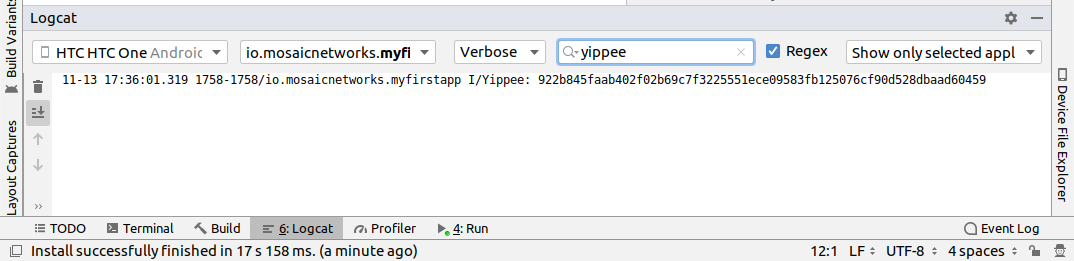 Logcat
HTC HTC One Android
io.mosaicnetworks.myfi
Verbose
yippee
Regex
Show only selected appl
11-13 17:36:01.319 1758-1758/io.mosaicnetworks.myfirstapp I/Yippee: 922b845faab402f02b69c7f3225551ece09583fb125076cf90d528dbaad60459
Build Variants
Layout Captures
Device File Explorer
TODO
Terminal
Build
6: Logcat
Profiler
4: Run
Event Log
Install successfully finished in 17 s 158 ms. (a minute ago)
12:1
LF
UTF-8
4 spaces